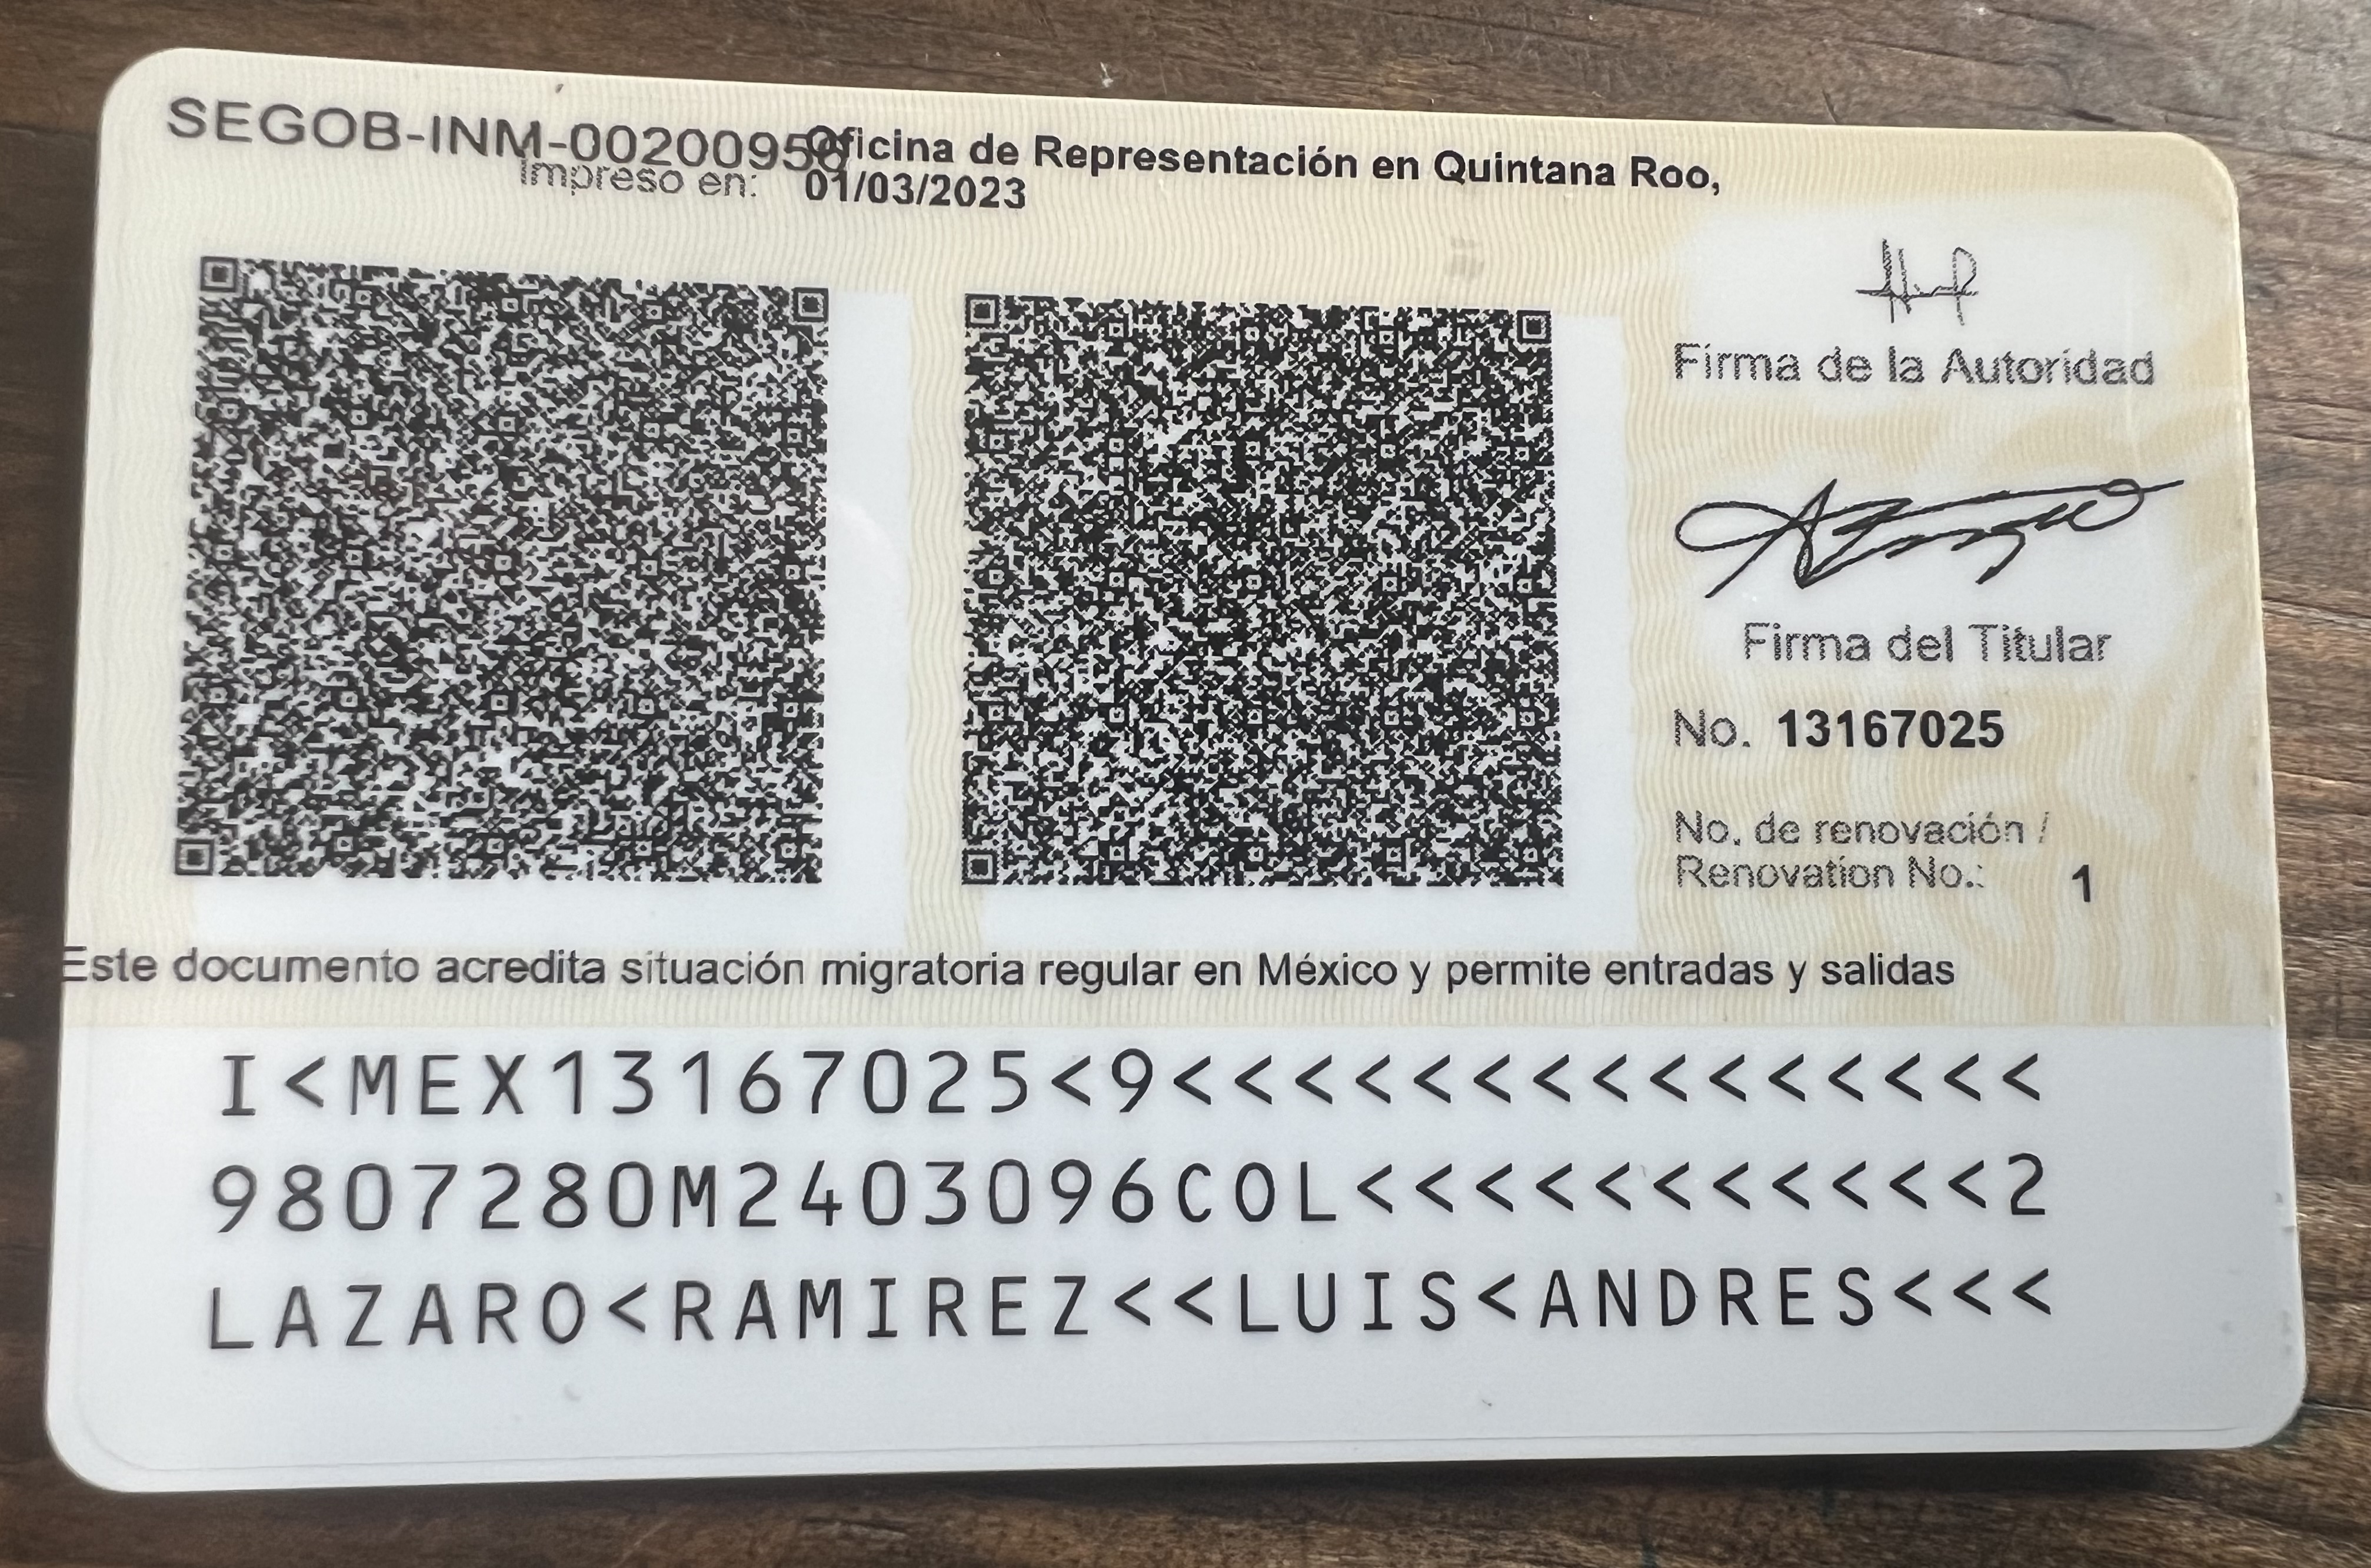 SEGOB-INM-00200956
Oficina de Representación en Quintana Roo,
Impreso en: 01/03/2023
Firma de la Autoridad
Firma del Titular
No. 13167025
No. de renovación /
Renovation No.: 1
Este documento acredita situación migratoria regular en México y permite entradas y salidas
I<MEX13167025<9<<<<<<<<<<<<<<<
9807280M2403096COL<<<<<<<<<<<2
LAZARO<RAMIREZ<<LUIS<ANDRES<<<